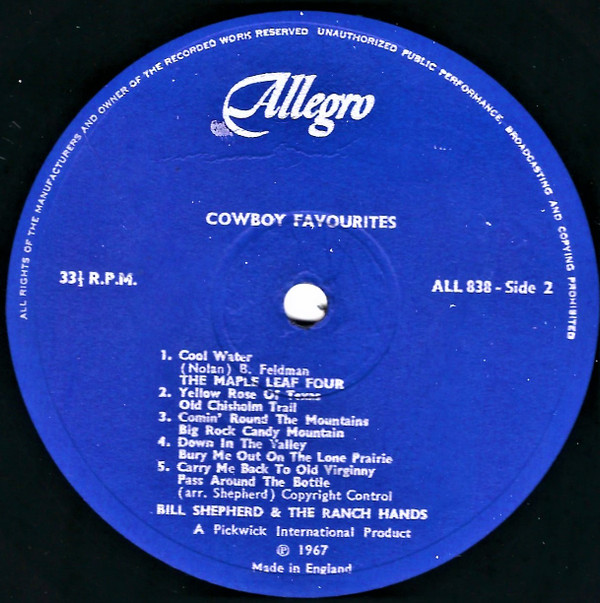 ALL RIGHTS OF THE MANUFACTURERS AND OWNER OF THE RECORDED WORK RESERVED UNAUTHORIZED PUBLIC PERFORMANCE, BROADCASTING AND COPYING PROHIBITED
Allegro
COWBOY FAVOURITES
33⅓ R.P.M.
ALL 838 - Side 2
1. Cool Water
(Nolan) B. Feldman
THE MAPLE LEAF FOUR
2. Yellow Rose Of Texas
Old Chisholm Trail
3. Comin' Round The Mountains
Big Rock Candy Mountain
4. Down In The Valley
Bury Me Out On The Lone Prairie
5. Carry Me Back To Old Virginny
Pass Around The Bottle
(arr. Shepherd) Copyright Control
BILL SHEPHERD & THE RANCH HANDS
A Pickwick International Product
℗ 1967
Made in England